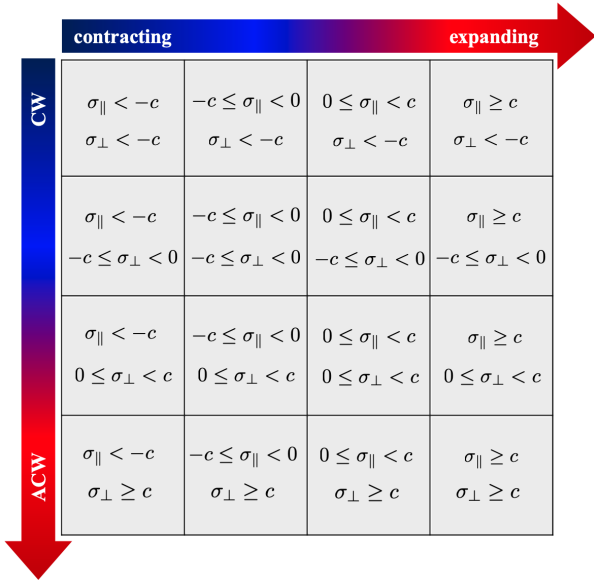 contracting expanding
CW
σ∥ < −c −c ≤ σ∥ < 0 0 ≤ σ∥ < c σ∥ ≥ c
σ⊥ < −c σ⊥ < −c σ⊥ < −c σ⊥ < −c
σ∥ < −c −c ≤ σ∥ < 0 0 ≤ σ∥ < c σ∥ ≥ c
−c ≤ σ⊥ < 0 −c ≤ σ⊥ < 0 −c ≤ σ⊥ < 0 −c ≤ σ⊥ < 0
σ∥ < −c −c ≤ σ∥ < 0 0 ≤ σ∥ < c σ∥ ≥ c
0 ≤ σ⊥ < c 0 ≤ σ⊥ < c 0 ≤ σ⊥ < c 0 ≤ σ⊥ < c
ACW
σ∥ < −c −c ≤ σ∥ < 0 0 ≤ σ∥ < c σ∥ ≥ c
σ⊥ ≥ c σ⊥ ≥ c σ⊥ ≥ c σ⊥ ≥ c